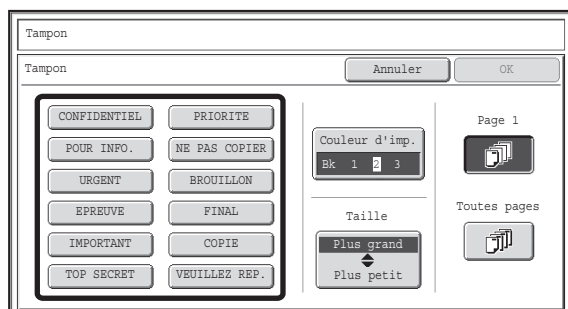 Tampon
Tampon
Annuler
OK
CONFIDENTIEL
PRIORITE
POUR INFO.
NE PAS COPIER
URGENT
BROUILLON
EPREUVE
FINAL
IMPORTANT
COPIE
TOP SECRET
VEUILLEZ REP.
Couleur d'imp.
Bk 1 2 3
Taille
Plus grand
Plus petit
Page 1
Toutes pages